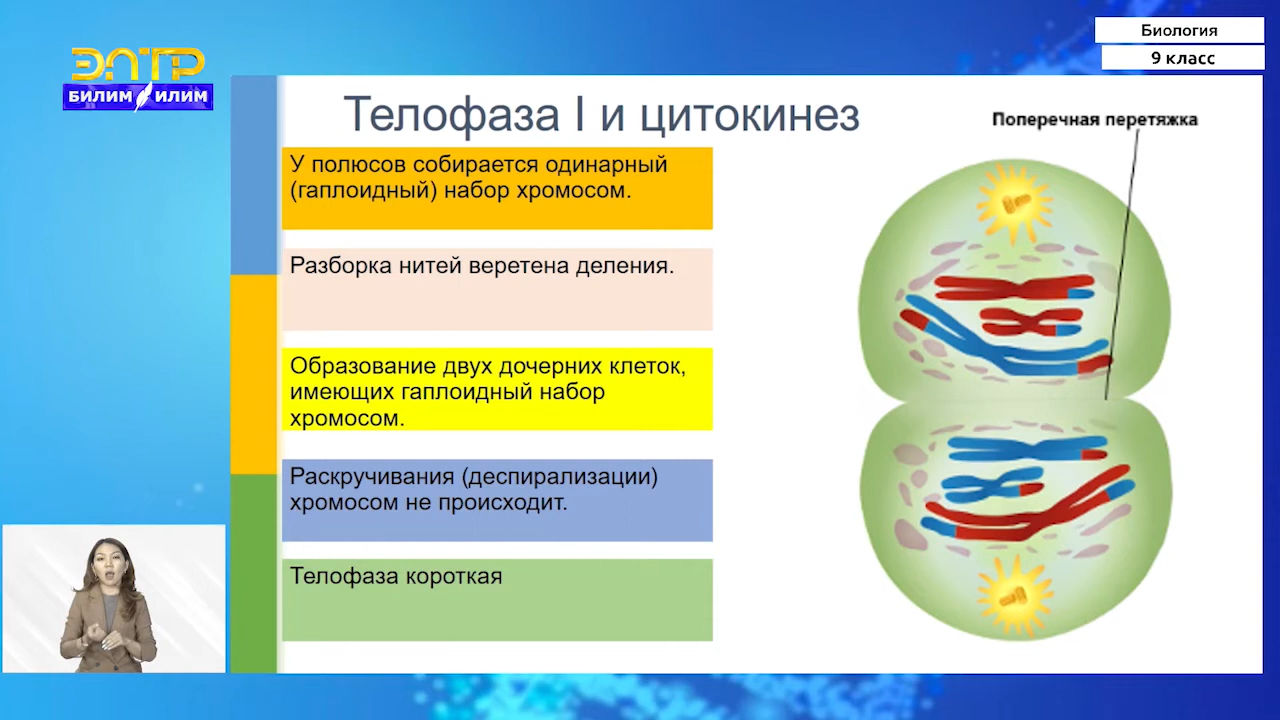 Биология
9 класс
ЭЛТР
БИЛИМ ИЛИМ
Телофаза I и цитокинез
Поперечная перетяжка
У полюсов собирается одинарный
(гаплоидный) набор хромосом.
Разборка нитей веретена деления.
Образование двух дочерних клеток,
имеющих гаплоидный набор
хромосом.
Раскручивания (деспирализации)
хромосом не происходит.
Телофаза короткая